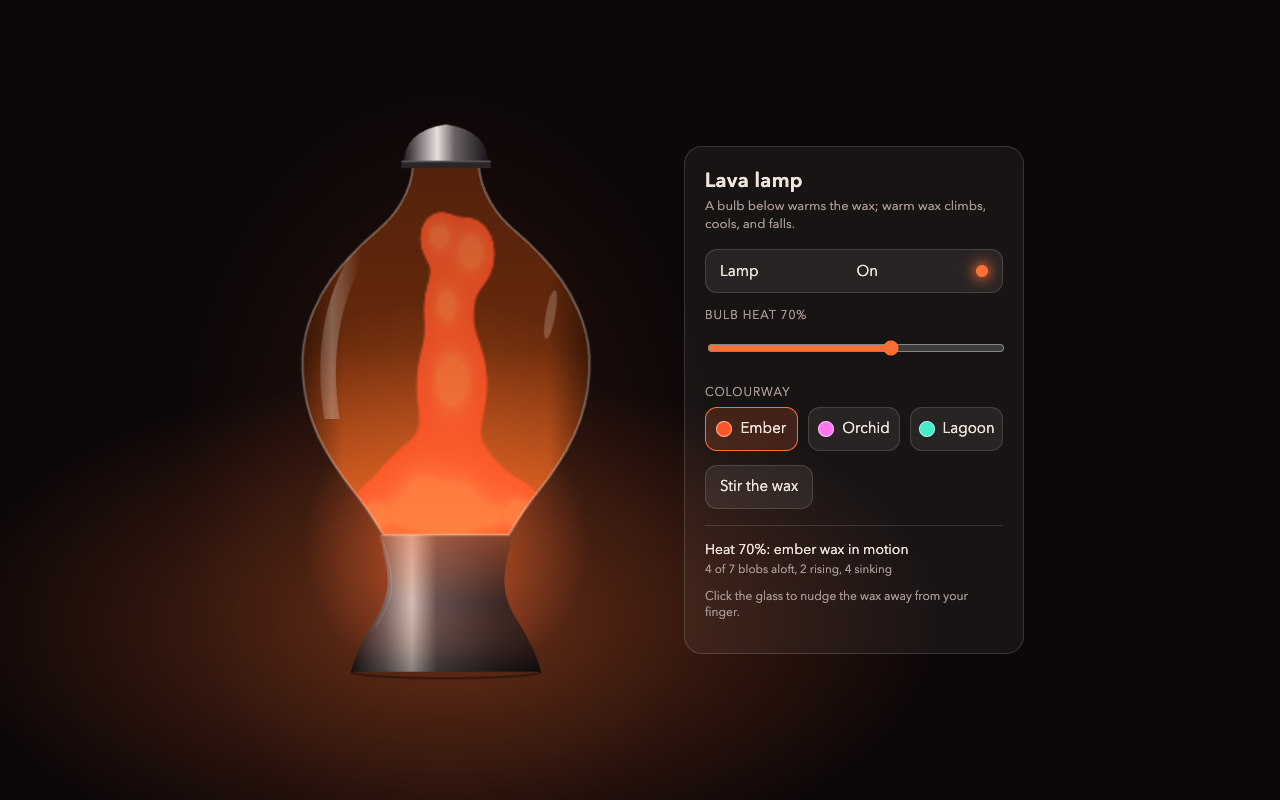 Lava lamp
A bulb below warms the wax; warm wax climbs,
cools, and falls.
Lamp On
BULB HEAT 70%
COLOURWAY
Ember Orchid Lagoon
Stir the wax
Heat 70%: ember wax in motion
4 of 7 blobs aloft, 2 rising, 4 sinking
Click the glass to nudge the wax away from your
finger.